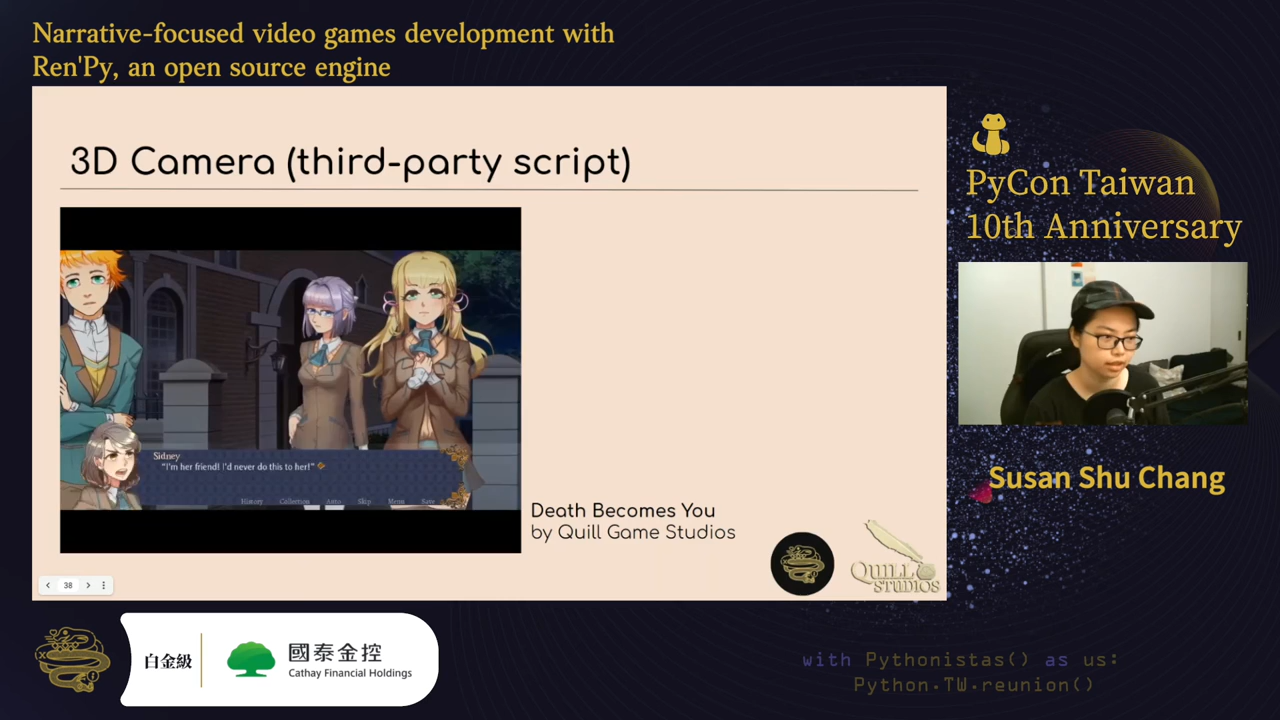 Narrative-focused video games development with
Ren'Py, an open source engine
3D Camera (third-party script)
Sidney
"I'm her friend! I'd never do this to her!"
History Collection Auto Skip Menu Save
Death Becomes You
by Quill Game Studios
QUILL
STUDIOS
38
PyCon Taiwan
10th Anniversary
Susan Shu Chang
白金級
國泰金控
Cathay Financial Holdings
with Pythonistas() as us:
Python.TW.reunion()